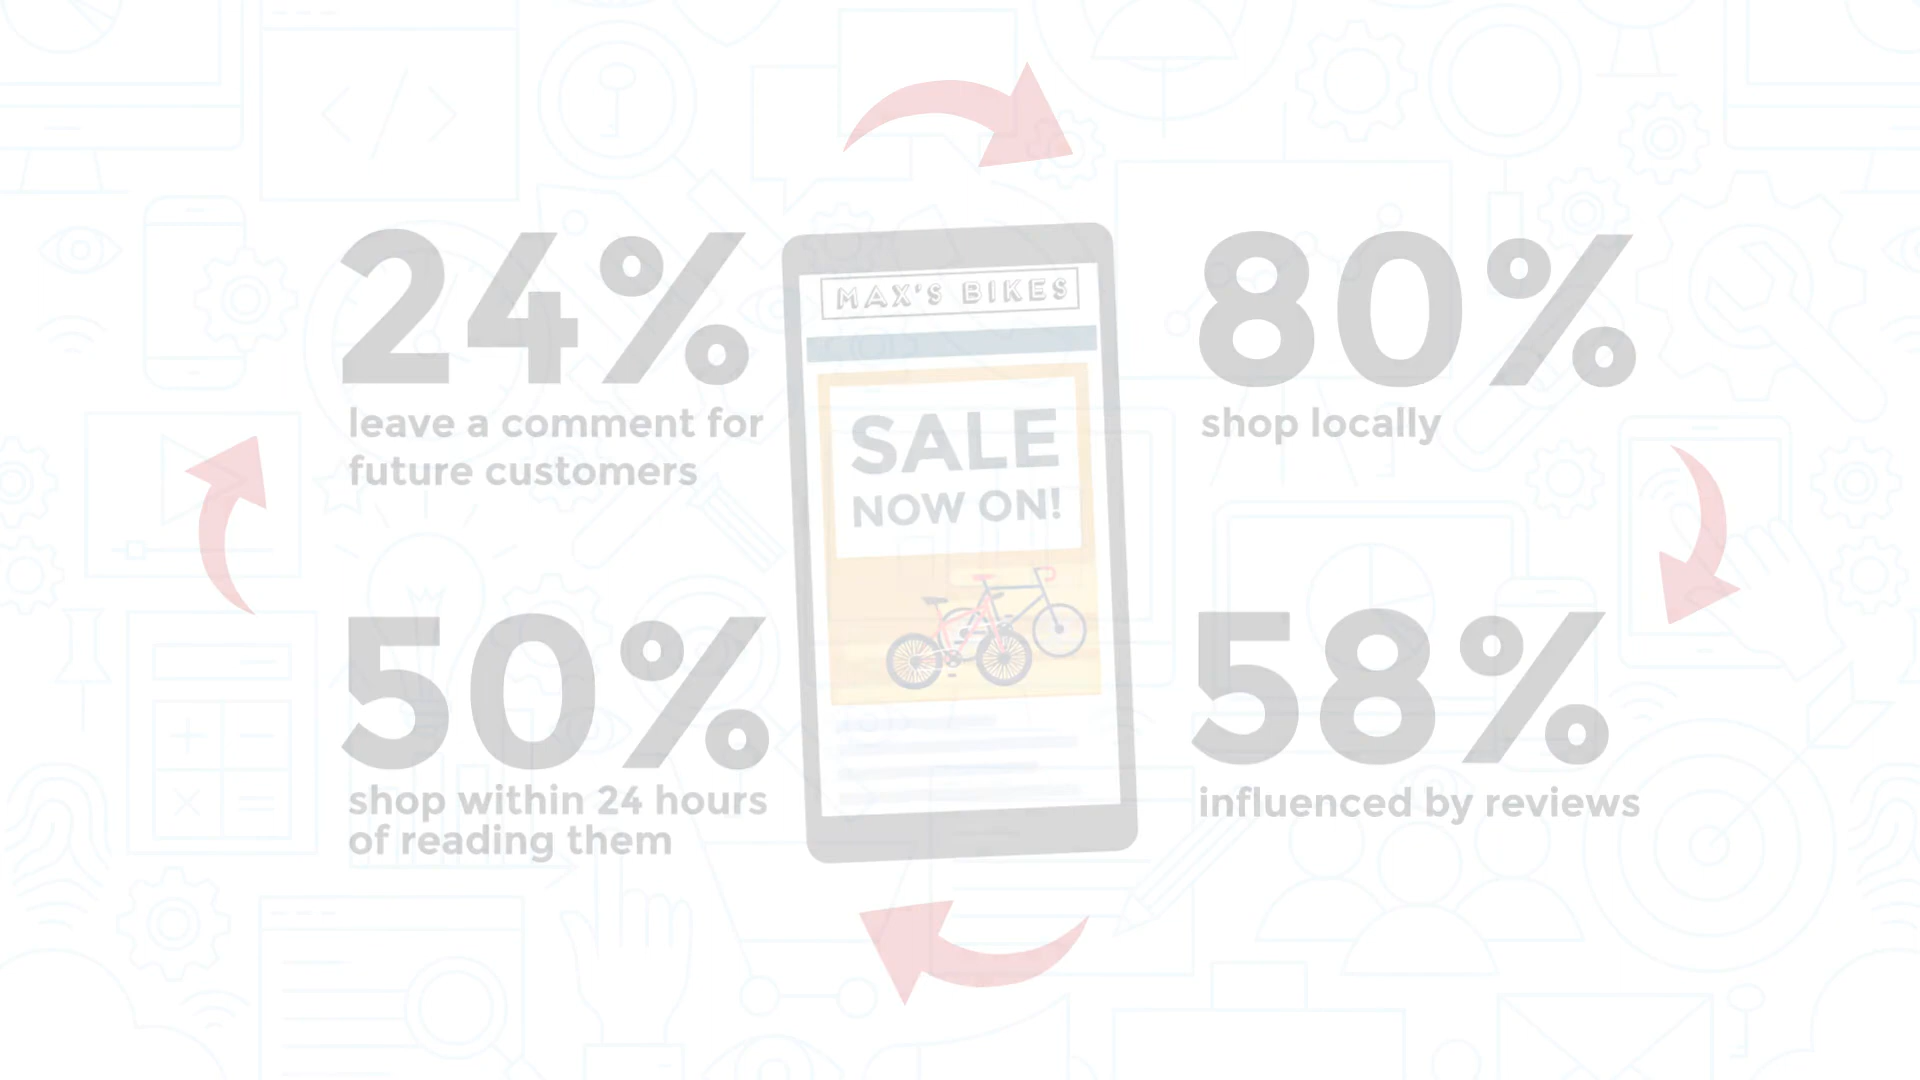 24%
leave a comment for
future customers
MAX'S BIKES
SALE
NOW ON!
80%
shop locally
50%
shop within 24 hours
of reading them
58%
influenced by reviews